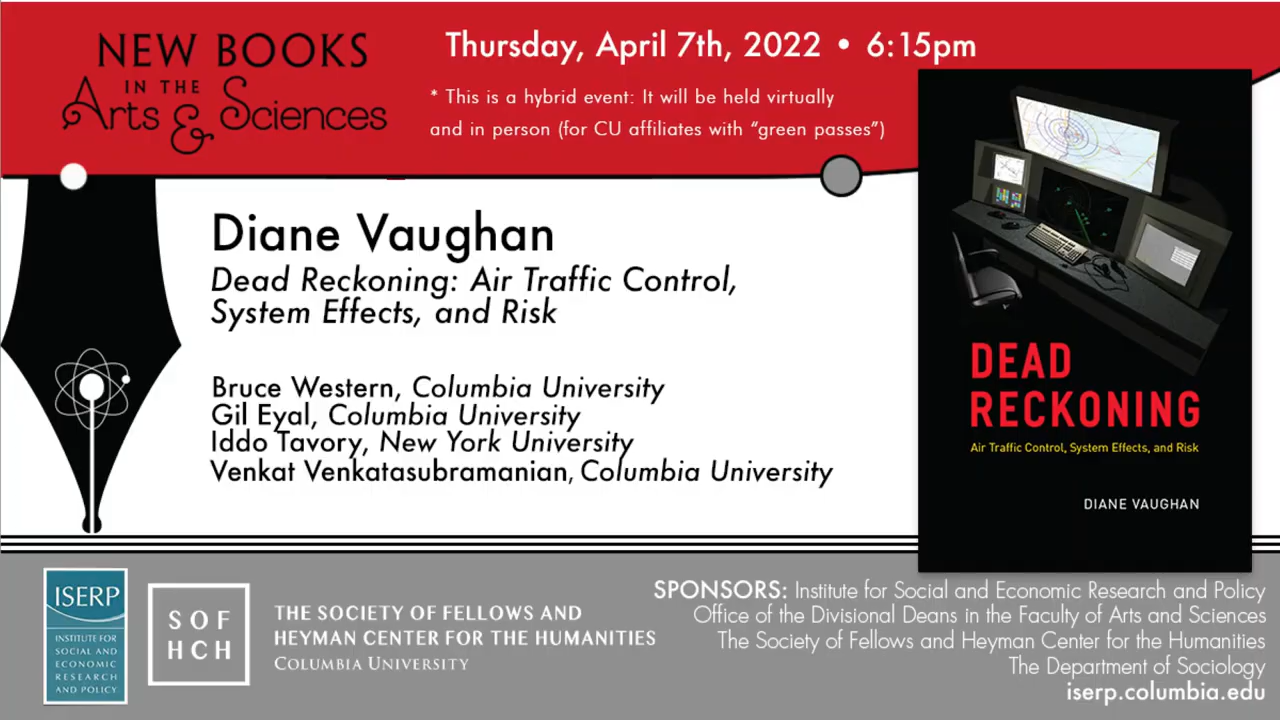 NEW BOOKS
IN THE
Arts & Sciences
Thursday, April 7th, 2022 • 6:15pm
* This is a hybrid event: It will be held virtually
and in person (for CU affiliates with “green passes”)
Diane Vaughan
Dead Reckoning: Air Traffic Control,
System Effects, and Risk
Bruce Western, Columbia University
Gil Eyal, Columbia University
Iddo Tavory, New York University
Venkat Venkatasubramanian, Columbia University
DEAD
RECKONING
Air Traffic Control, System Effects, and Risk
DIANE VAUGHAN
ISERP
INSTITUTE FOR
SOCIAL AND
ECONOMIC
RESEARCH
AND POLICY
SOF
HCH
THE SOCIETY OF FELLOWS AND
HEYMAN CENTER FOR THE HUMANITIES
COLUMBIA UNIVERSITY
SPONSORS: Institute for Social and Economic Research and Policy
Office of the Divisional Deans in the Faculty of Arts and Sciences
The Society of Fellows and Heyman Center for the Humanities
The Department of Sociology
iserp.columbia.edu